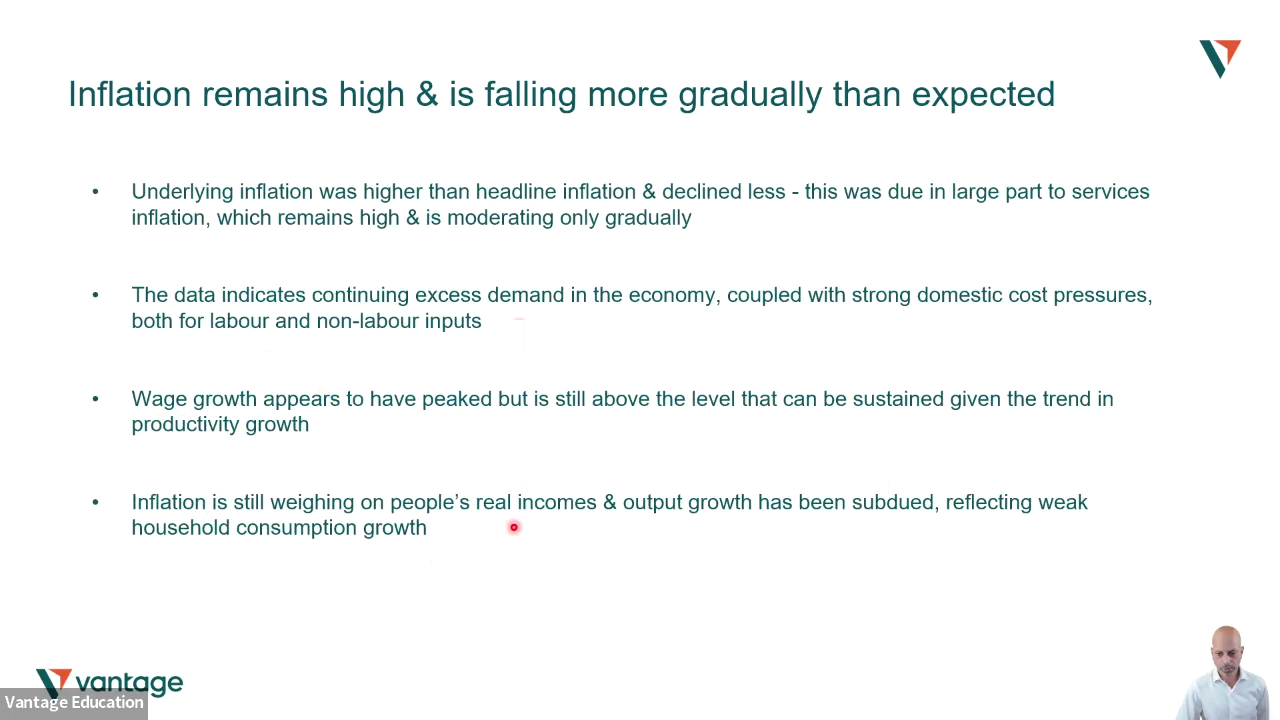 Inflation remains high & is falling more gradually than expected
• Underlying inflation was higher than headline inflation & declined less - this was due in large part to services
inflation, which remains high & is moderating only gradually
• The data indicates continuing excess demand in the economy, coupled with strong domestic cost pressures,
both for labour and non-labour inputs
• Wage growth appears to have peaked but is still above the level that can be sustained given the trend in
productivity growth
• Inflation is still weighing on people’s real incomes & output growth has been subdued, reflecting weak
household consumption growth
vantage
Vantage Education